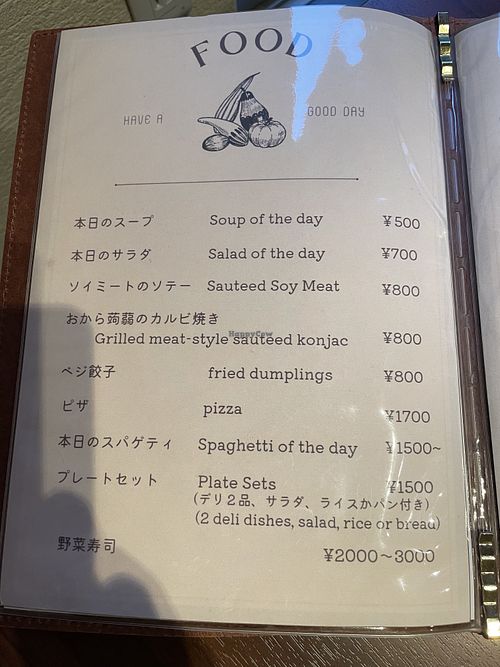 FOOD
HAVE A GOOD DAY
本日のスープ Soup of the day ¥500
本日のサラダ Salad of the day ¥700
ソイミートのソテー Sauteed Soy Meat ¥800
おから蒟蒻のカルビ焼き
Grilled meat-style sauteed konjac ¥800
ベジ餃子 fried dumplings ¥800
ピザ pizza ¥1700
本日のスパゲティ Spaghetti of the day ¥1500~
プレートセット Plate Sets ¥1500
(デリ2品、サラダ、ライスかパン付き)
(2 deli dishes, salad, rice or bread)
野菜寿司 ¥2000～3000
HappyCow